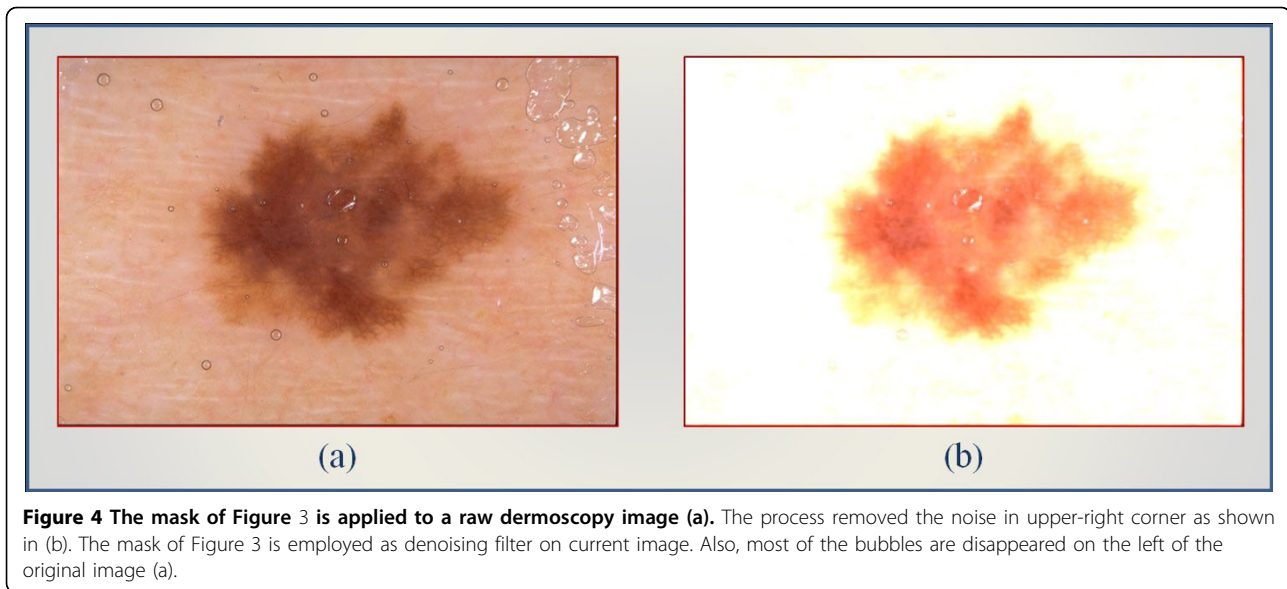 (a)
(b)
Figure 4 The mask of Figure 3 is applied to a raw dermoscopy image (a). The process removed the noise in upper-right corner as shown
in (b). The mask of Figure 3 is employed as denoising filter on current image. Also, most of the bubbles are disappeared on the left of the
original image (a).